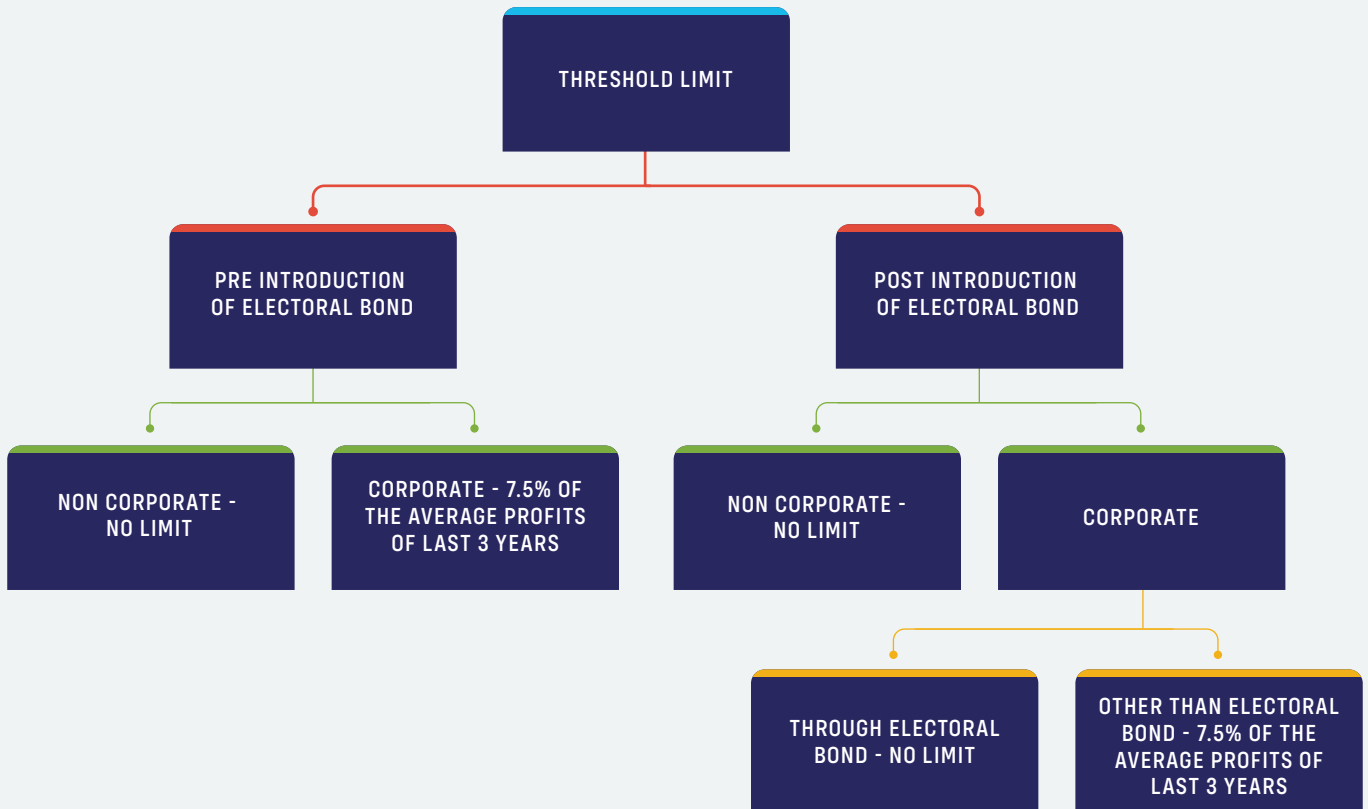 THRESHOLD LIMIT
PRE INTRODUCTION
OF ELECTORAL BOND
POST INTRODUCTION
OF ELECTORAL BOND
NON CORPORATE -
NO LIMIT
CORPORATE - 7.5% OF
THE AVERAGE PROFITS
OF LAST 3 YEARS
NON CORPORATE -
NO LIMIT
CORPORATE
THROUGH ELECTORAL
BOND - NO LIMIT
OTHER THAN ELECTORAL
BOND - 7.5% OF THE
AVERAGE PROFITS OF
LAST 3 YEARS